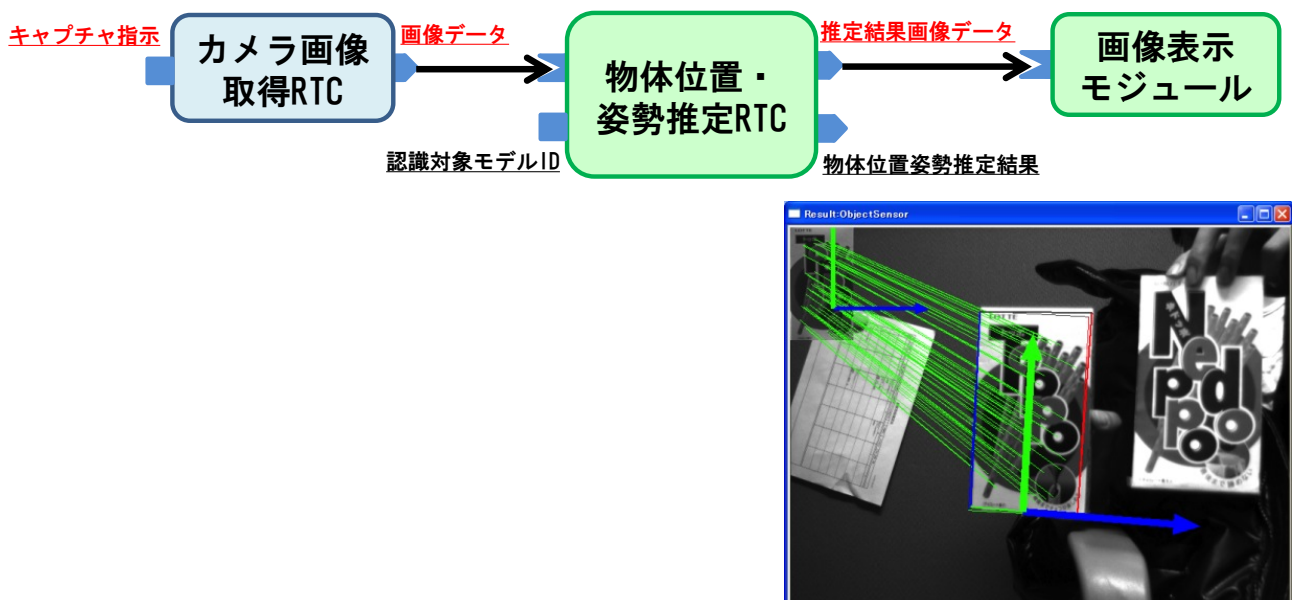 キャプチャ指示
カメラ画像
取得RTC
画像データ
物体位置・
姿勢推定RTC
認識対象モデルID
推定結果画像データ
物体位置姿勢推定結果
画像表示
モジュール
Result:ObjectSensor
LOTTE
Toppo
Nedoppo